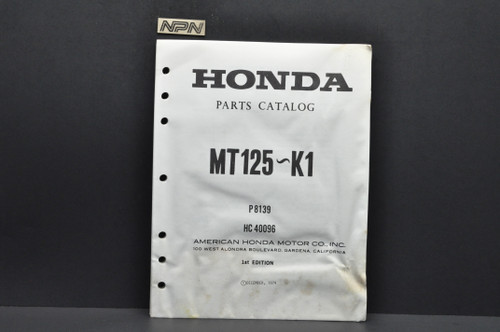 NPN
HONDA
PARTS CATALOG
MT125~K1
P8139
HC 40096
AMERICAN HONDA MOTOR CO., INC.
100 WEST ALONDRA BOULEVARD, GARDENA, CALIFORNIA
1st EDITION